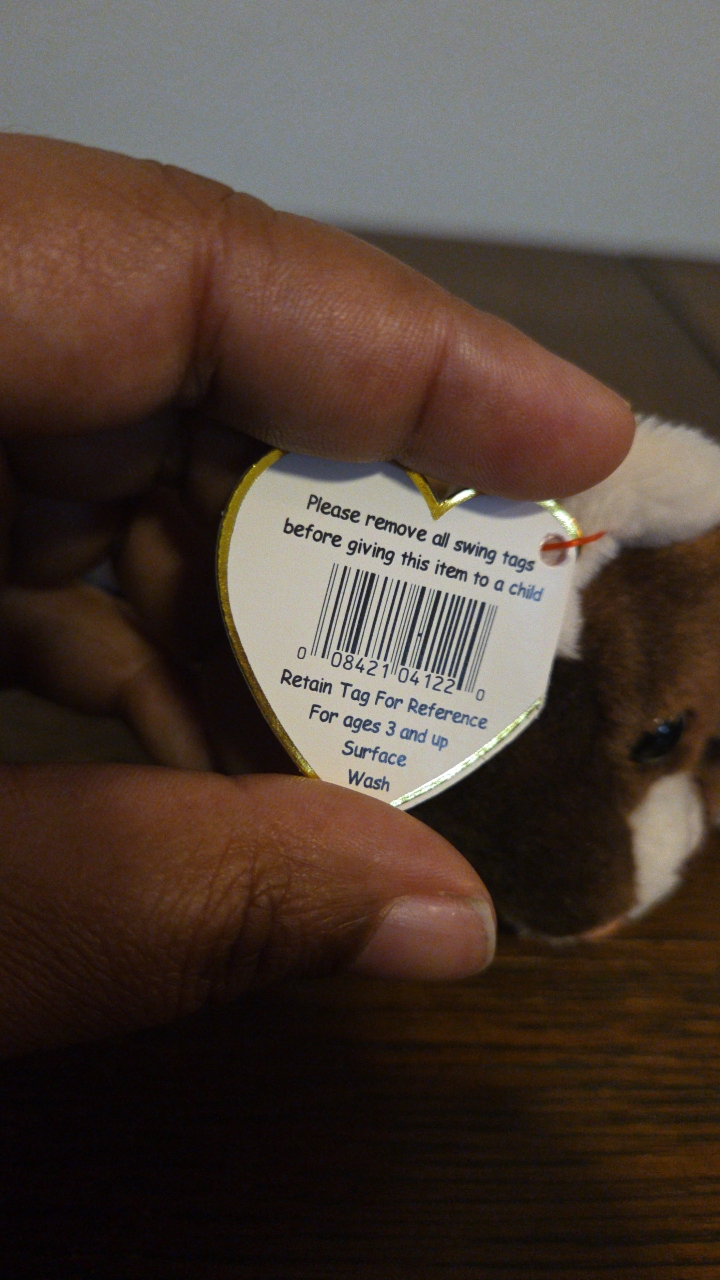 Please remove all swing tags
before giving this item to a child
0 08421 04122 0
Retain Tag For Reference
For ages 3 and up
Surface
Wash